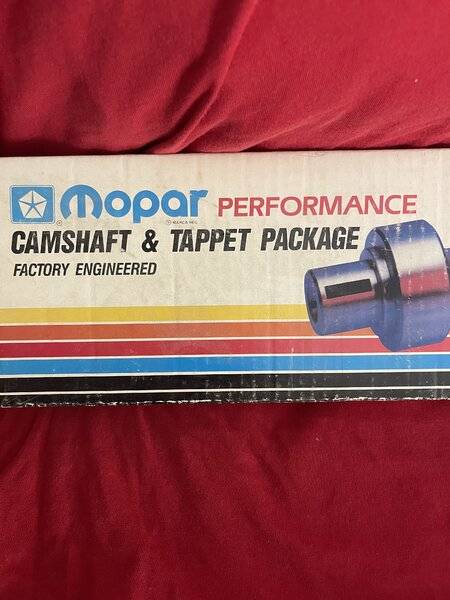 mopar PERFORMANCE
CAMSHAFT & TAPPET PACKAGE
FACTORY ENGINEERED